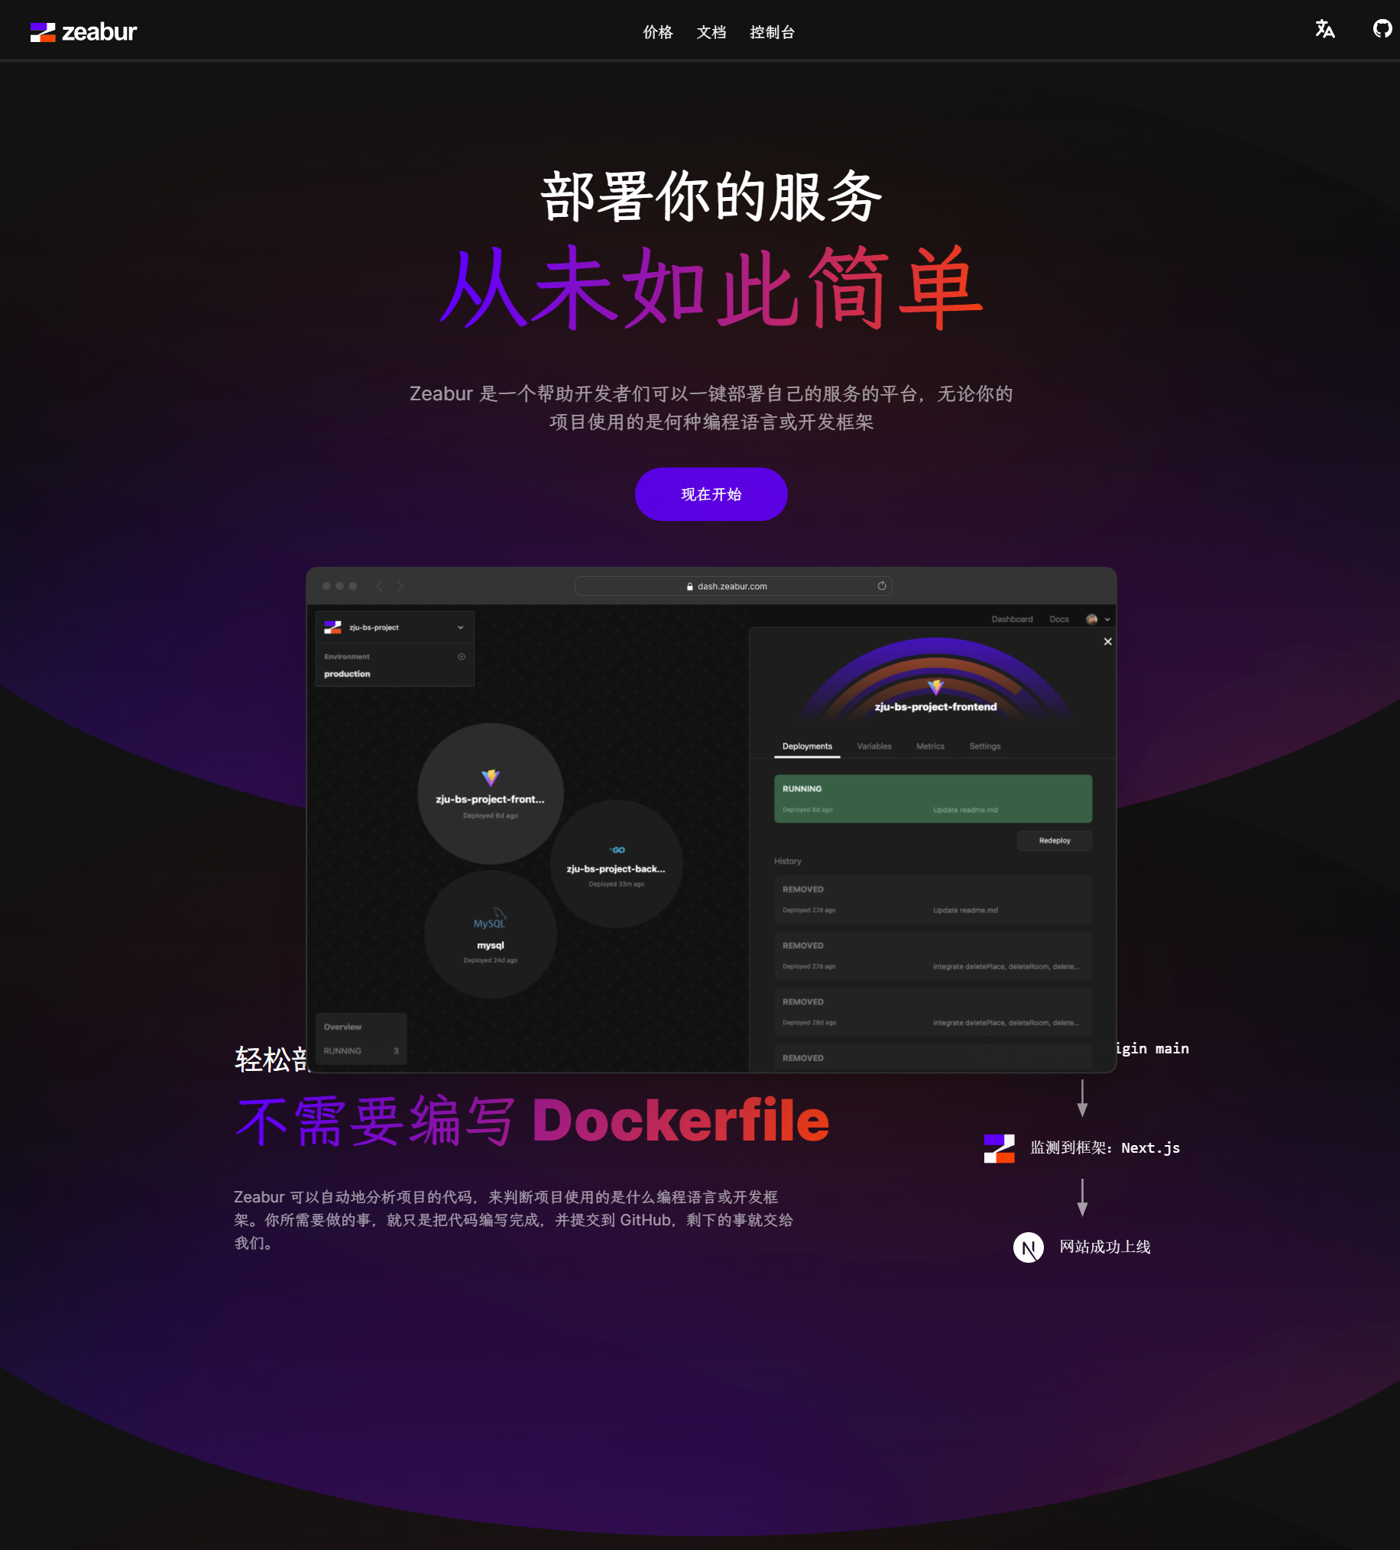 zeabur
价格 文档 控制台
部署你的服务
从未如此简单
Zeabur 是一个帮助开发者们可以一键部署自己的服务的平台，无论你的
项目使用的是何种编程语言或开发框架
现在开始
dash.zeabur.com
zju-bs-project
Environment
production
Dashboard Docs
zju-bs-project-frontend
Deployments Variables Metrics Settings
RUNNING
Deployed 6d ago Update readme.md
Redeploy
History
REMOVED
Deployed 27d ago Update readme.md
REMOVED
Deployed 27d ago Integrate deletePlace, deleteRoom, delete...
REMOVED
Deployed 28d ago Integrate deletePlace, deleteRoom, delete...
REMOVED
zju-bs-project-front...
Deployed 6d ago
GO
zju-bs-project-back...
Deployed 33m ago
MySQL
mysql
Deployed 24d ago
Overview
RUNNING 3
轻松部
不需要编写 Dockerfile
Zeabur 可以自动地分析项目的代码，来判断项目使用的是什么编程语言或开发框
架。你所需要做的事，就只是把代码编写完成，并提交到 GitHub，剩下的事就交给
我们。
igin main
监测到框架: Next.js
网站成功上线